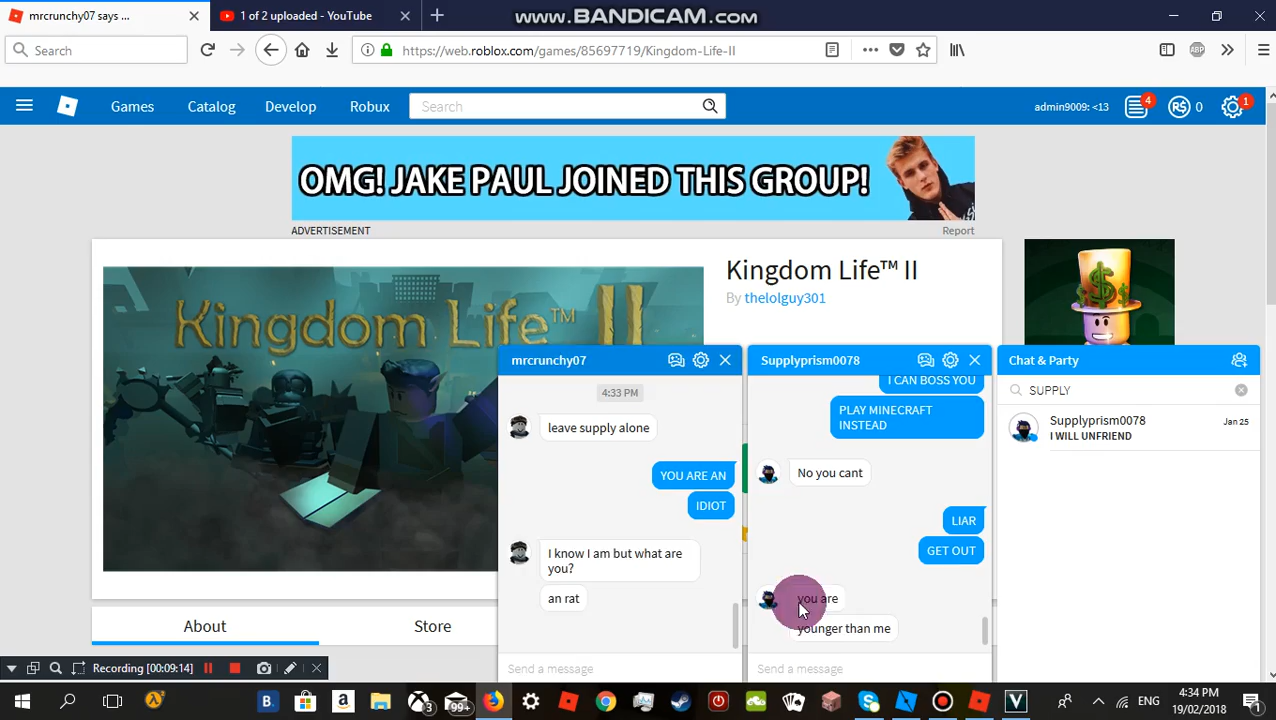 mrcrunchy07 says ...
1 of 2 uploaded - YouTube
www.BANDICAM.com
Search
https://web.roblox.com/games/85697719/Kingdom-Life-II
ABP
Games
Catalog
Develop
Robux
Search
admin9009: <13
4
R$
0
1
OMG! JAKE PAUL JOINED THIS GROUP!
ADVERTISEMENT
Report
Kingdom Life™ II
Kingdom Life™ II
By thelolguy301
mrcrunchy07
4:33 PM
leave supply alone
YOU ARE AN
IDIOT
I know I am but what are
you?
an rat
Send a message
Supplyprism0078
I CAN BOSS YOU
PLAY MINECRAFT
INSTEAD
No you cant
LIAR
GET OUT
you are
younger than me
Send a message
Chat & Party
SUPPLY
Supplyprism0078
Jan 25
I WILL UNFRIEND
About
Store
Recording [00:09:14]
B.
a
3
99+
S
V
ENG
4:34 PM
19/02/2018
1